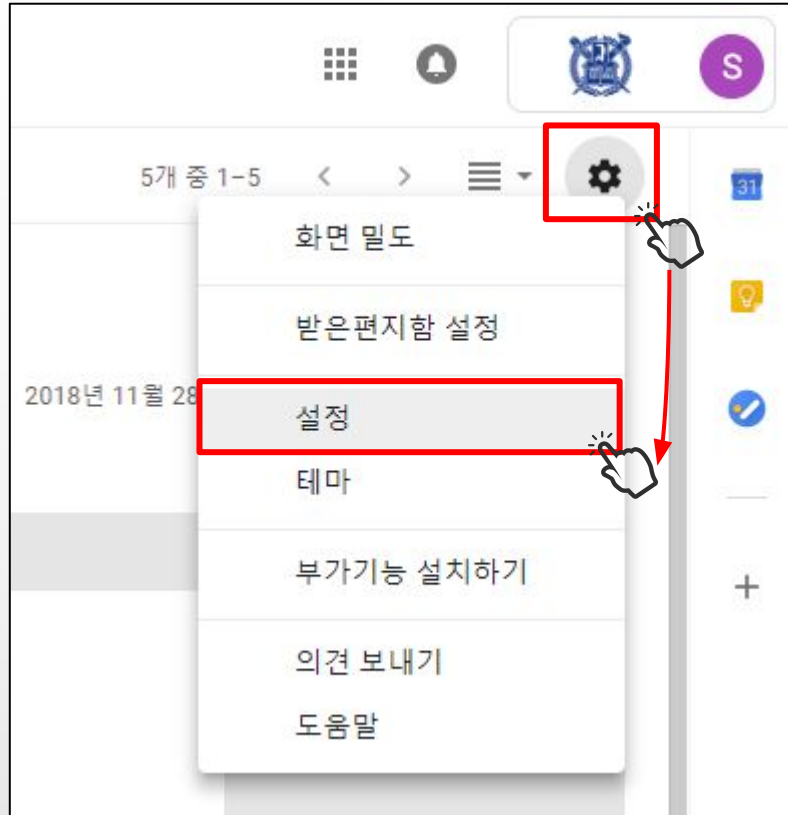 S
5개 중 1–5
31
화면 밀도
받은편지함 설정
2018년 11월 28
설정
테마
부가기능 설치하기
의견 보내기
도움말